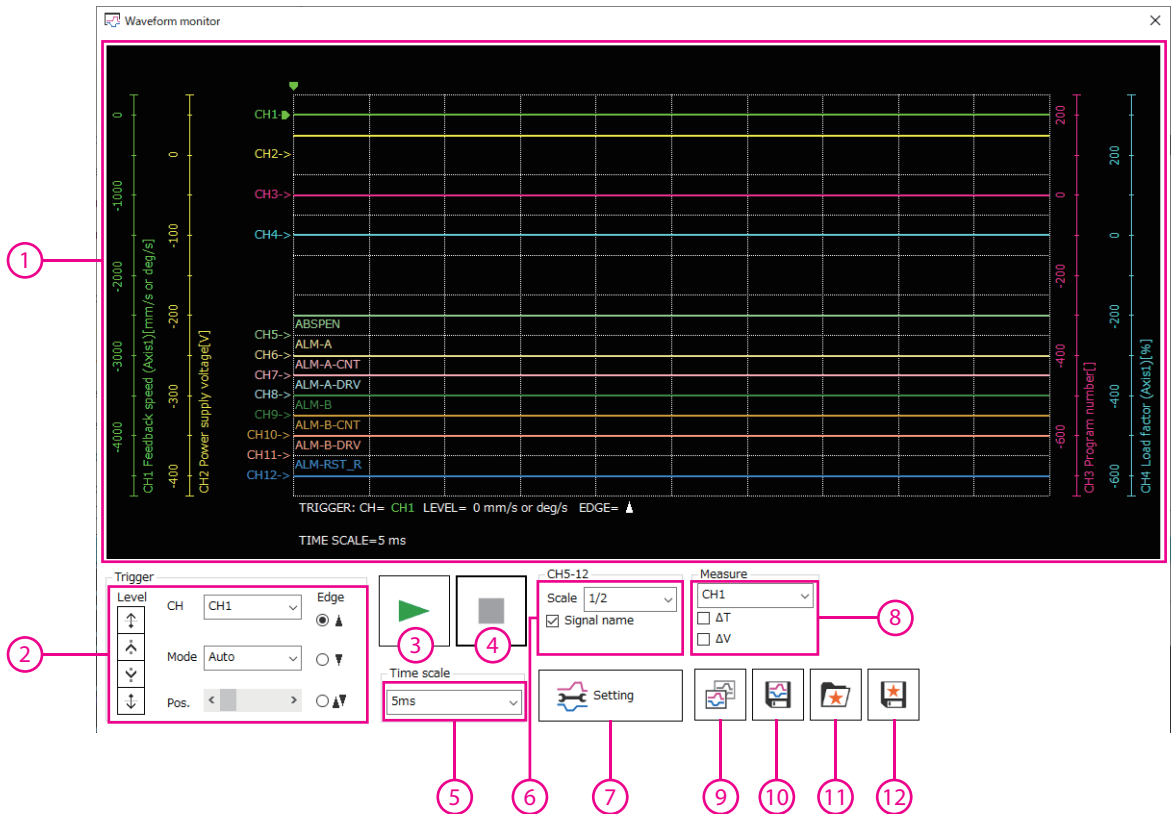 Waveform monitor
0
-1000
-2000
-3000
-4000
CH1 Feedback speed (Axis1)[mm/s or deg/s]
0
-100
-200
-300
-400
CH2 Power supply voltage[V]
CH1-
CH2->
CH3->
CH4->
ABSPEN
CH5->
ALM-A
CH6->
ALM-A-CNT
CH7->
ALM-A-DRV
CH8->
ALM-B
CH9->
ALM-B-CNT
CH10->
ALM-B-DRV
CH11->
ALM-RST_R
CH12->
200
0
-200
-400
-600
CH3 Program number[]
200
0
-200
-400
-600
CH4 Load factor (Axis1)[%]
TRIGGER: CH= CH1 LEVEL= 0 mm/s or deg/s EDGE=
TIME SCALE=5 ms
1
Trigger
Level
CH
CH1
Edge
Mode
Auto
Pos.
2
3
4
Time scale
5ms
CH5-12
Scale
1/2
Signal name
Measure
CH1
ΔT
ΔV
8
Setting
5
6
7
9
10
11
12